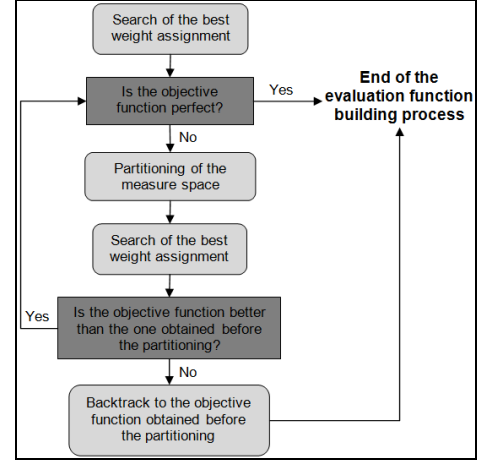 Search of the best
weight assignment
Is the objective
function perfect?
Yes
End of the
evaluation function
building process
No
Partitioning of the
measure space
Search of the best
weight assignment
Is the objective function better
than the one obtained before
the partitioning?
Yes
No
Backtrack to the objective
function obtained before
the partitioning